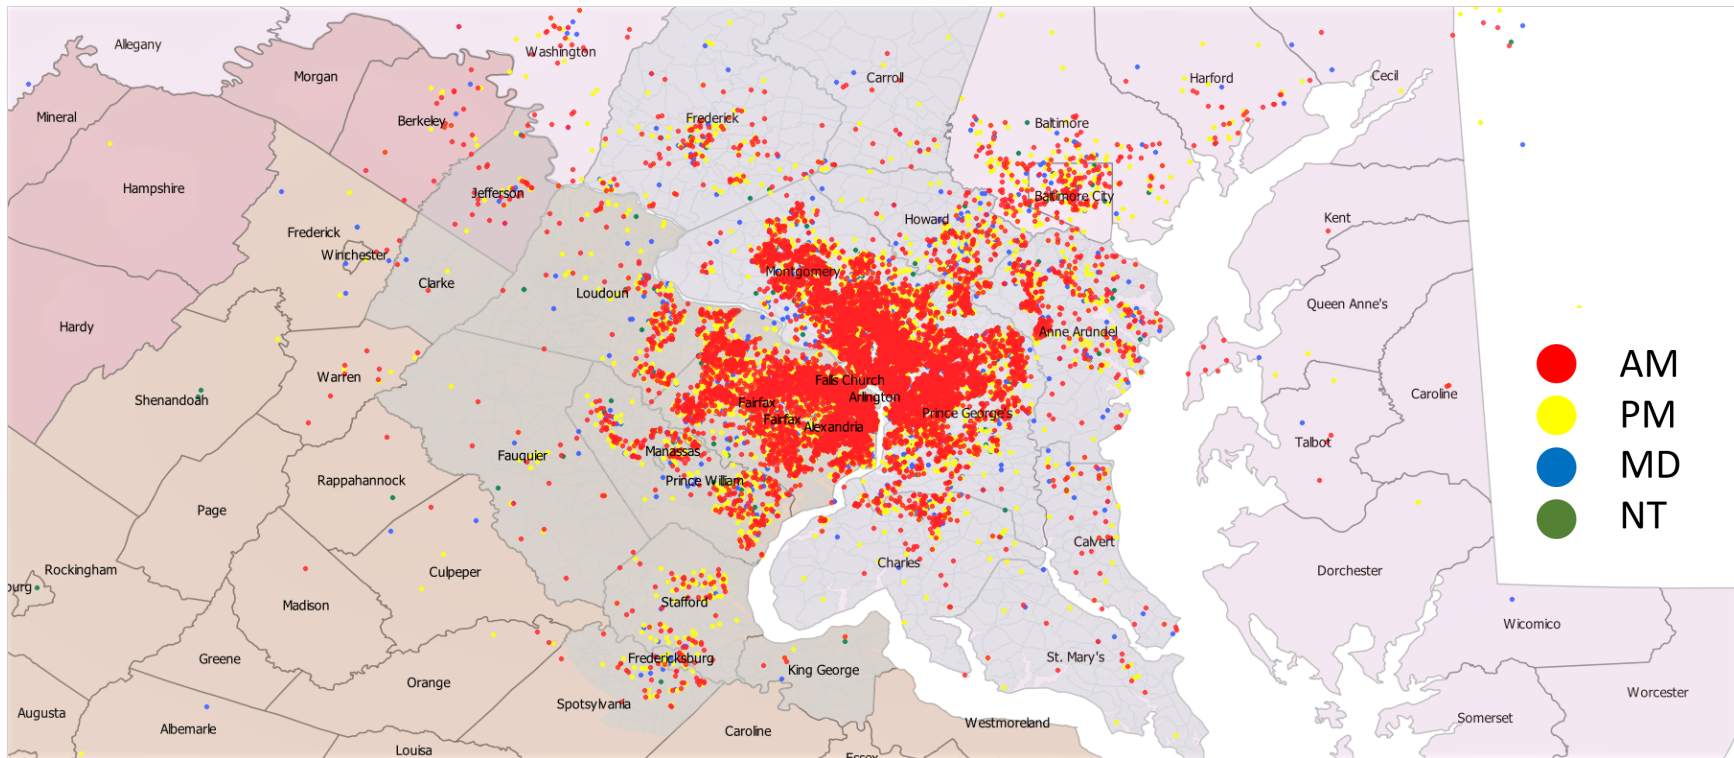 Allegany
Washington
Morgan
Carroll
Harford
Cecil
Mineral
Berkeley
Frederick
Baltimore
Hampshire
Jefferson
Baltimore City
Frederick
Howard
Kent
Winchester
Clarke
Montgomery
Loudoun
Queen Anne's
Hardy
Anne Arundel
AM
Warren
Falls Church
Shenandoah
Fairfax
Arlington
Caroline
PM
Fairfax
Alexandria
Prince George's
Talbot
Fauquier
Manassas
MD
Rappahannock
Prince William
Page
NT
Calvert
Rockingham
Culpeper
Charles
Dorchester
burg
Madison
Stafford
Wicomico
Greene
Fredericksburg
King George
St. Mary's
Orange
Worcester
Augusta
Spotsylvania
Somerset
Albemarle
Caroline
Westmoreland
Louisa
Essex